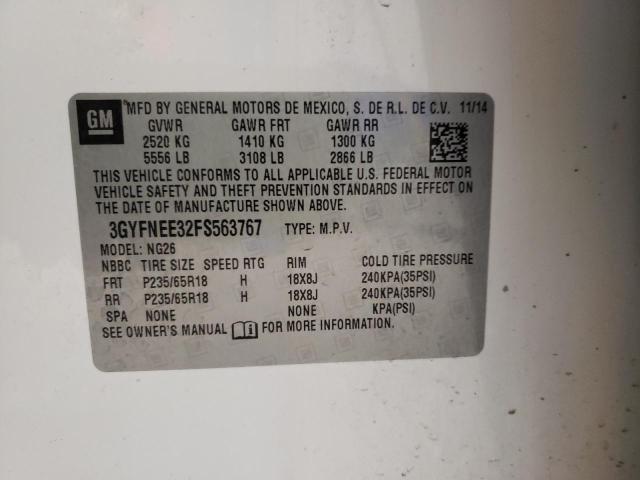 GM MFD BY GENERAL MOTORS DE MEXICO, S. DE R.L. DE C.V. 11/14
GVWR GAWR FRT GAWR RR
2520 KG 1410 KG 1300 KG
5556 LB 3108 LB 2866 LB
THIS VEHICLE CONFORMS TO ALL APPLICABLE U.S. FEDERAL MOTOR
VEHICLE SAFETY AND THEFT PREVENTION STANDARDS IN EFFECT ON
THE DATE OF MANUFACTURE SHOWN ABOVE.
3GYFNEE32FS563767 TYPE: M.P.V.
MODEL: NG26
NBBC TIRE SIZE SPEED RTG RIM COLD TIRE PRESSURE
FRT P235/65R18 H 18X8J 240KPA(35PSI)
RR P235/65R18 H 18X8J 240KPA(35PSI)
SPA NONE NONE KPA(PSI)
SEE OWNER'S MANUAL FOR MORE INFORMATION.